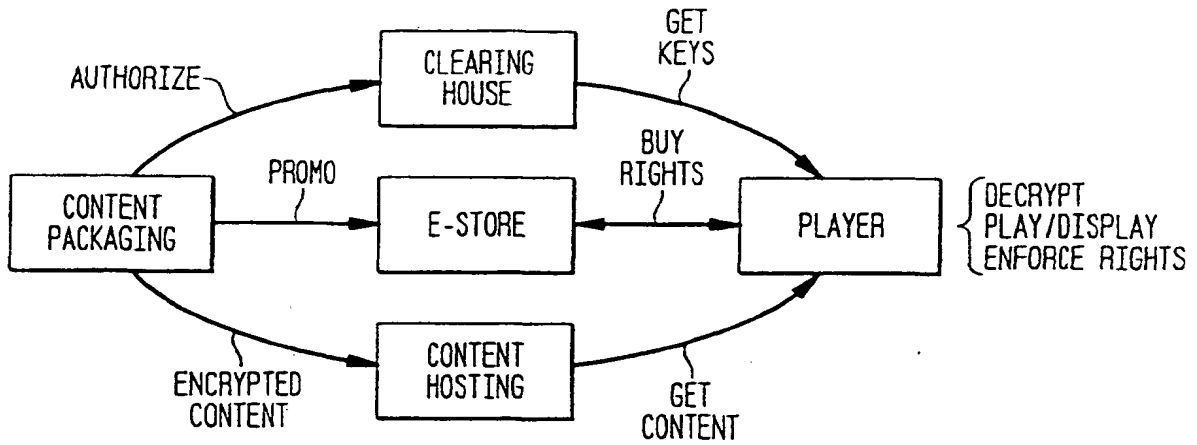 GET
KEYS
CLEARING
HOUSE
AUTHORIZE
BUY
RIGHTS
PROMO
CONTENT
PACKAGING
E-STORE
PLAYER
DECRYPT
PLAY/DISPLAY
ENFORCE RIGHTS
CONTENT
HOSTING
ENCRYPTED
CONTENT
GET
CONTENT